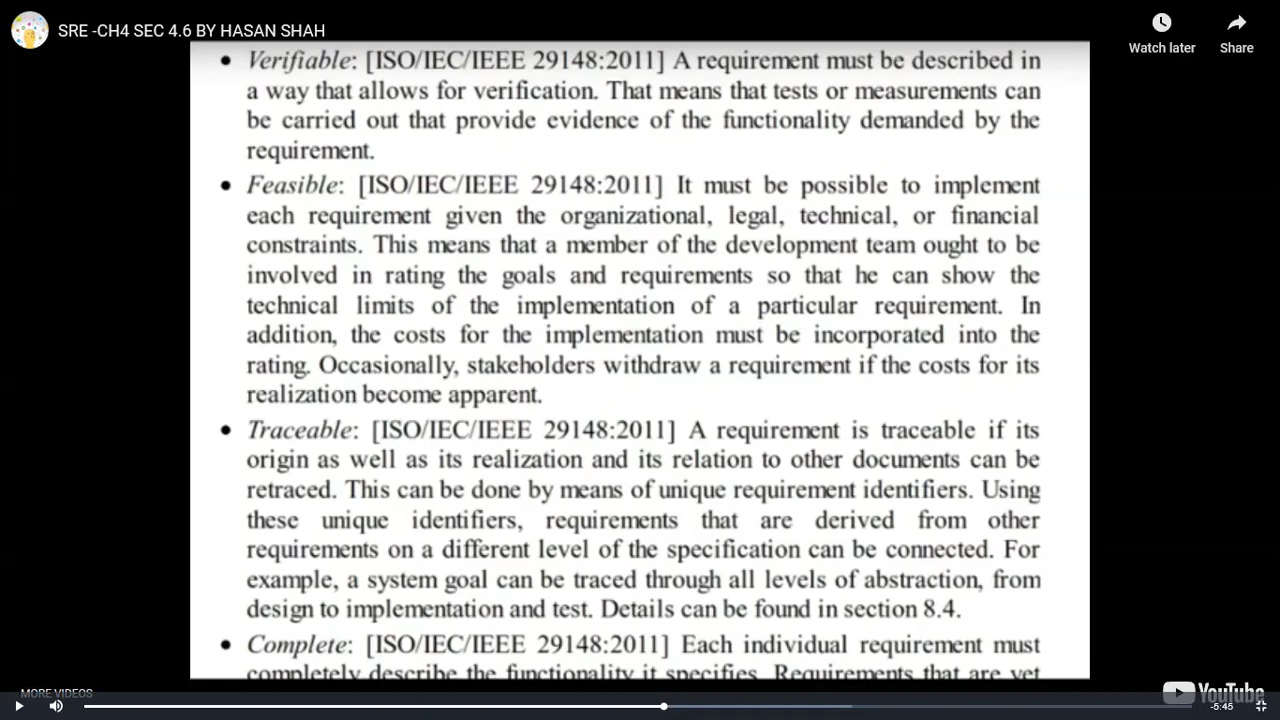 SRE -CH4 SEC 4.6 BY HASAN SHAH
Watch later
Share
• Verifiable: [ISO/IEC/IEEE 29148:2011] A requirement must be described in
a way that allows for verification. That means that tests or measurements can
be carried out that provide evidence of the functionality demanded by the
requirement.
• Feasible: [ISO/IEC/IEEE 29148:2011] It must be possible to implement
each requirement given the organizational, legal, technical, or financial
constraints. This means that a member of the development team ought to be
involved in rating the goals and requirements so that he can show the
technical limits of the implementation of a particular requirement. In
addition, the costs for the implementation must be incorporated into the
rating. Occasionally, stakeholders withdraw a requirement if the costs for its
realization become apparent.
• Traceable: [ISO/IEC/IEEE 29148:2011] A requirement is traceable if its
origin as well as its realization and its relation to other documents can be
retraced. This can be done by means of unique requirement identifiers. Using
these unique identifiers, requirements that are derived from other
requirements on a different level of the specification can be connected. For
example, a system goal can be traced through all levels of abstraction, from
design to implementation and test. Details can be found in section 8.4.
• Complete: [ISO/IEC/IEEE 29148:2011] Each individual requirement must
completely describe the functionality it specifies. Requirements that are yet
MORE VIDEOS
YouTube
-5:45